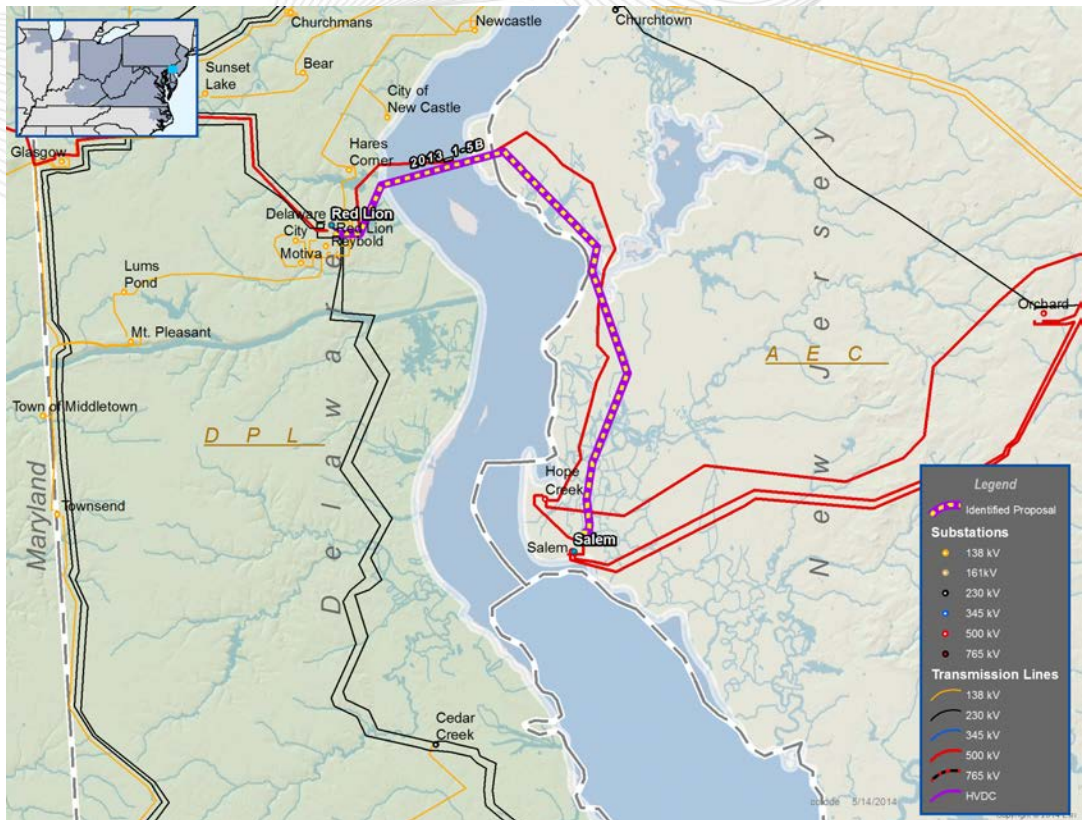 Churchmans
Newcastle
Churchtown
Sunset
Lake
Bear
City of
New Castle
Glasgow
Hares
Corner
2013_1-5B
Red Lion
Delaware
City
Red Lion
Reybold
Motiva
Lums
Pond
Mt. Pleasant
Orchard
A E C
Town of Middletown
D P L
Delaware
New Jersey
Maryland
Hope
Creek
Townsend
Salem
Salem
Cedar
Creek
Legend
Identified Proposal
Substations
138 kV
161kV
230 kV
345 kV
500 kV
765 kV
Transmission Lines
138 kV
230 kV
345 kV
500 kV
765 kV
HVDC
5/14/2014